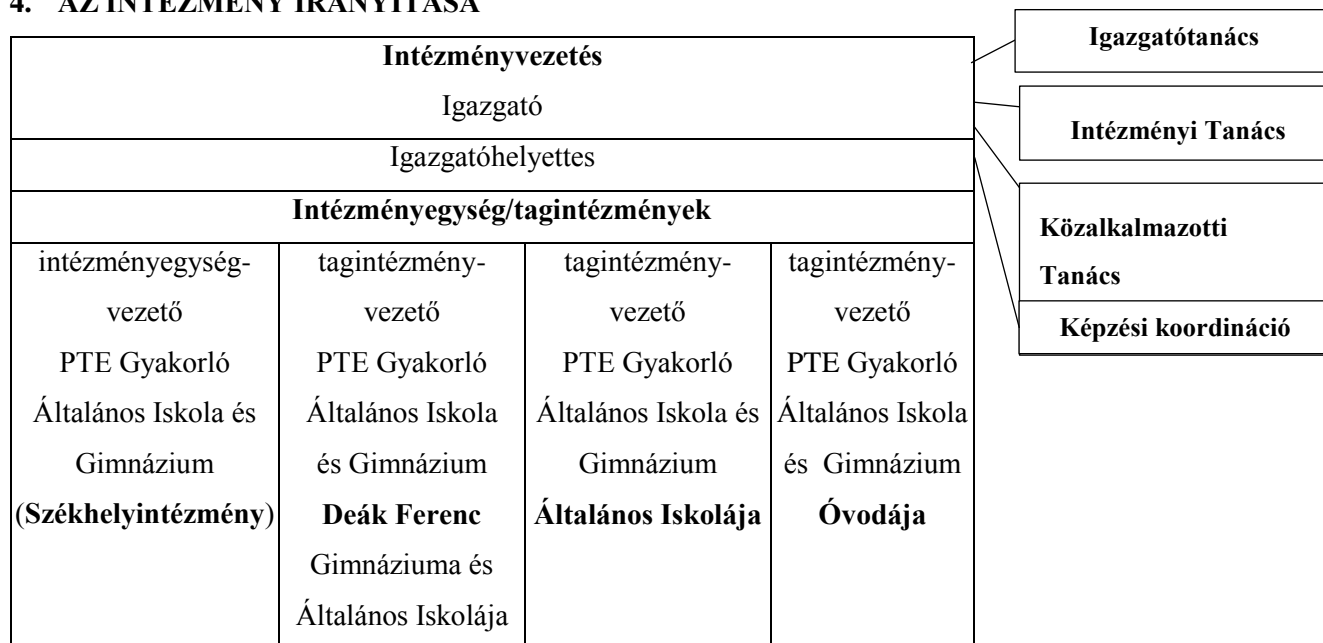 4. AZ INTÉZMÉNY IRÁNYÍTÁSA
Intézményvezetés
Igazgató
Igazgatóhelyettes
Intézményegység/tagintézmények
intézményegység-
vezető
PTE Gyakorló
Általános Iskola és
Gimnázium
(Székhelyintézmény)
tagintézmény-
vezető
PTE Gyakorló
Általános Iskola
és Gimnázium
Deák Ferenc
Gimnáziuma és
Általános Iskolája
tagintézmény-
vezető
PTE Gyakorló
Általános Iskola és
Gimnázium
Általános Iskolája
tagintézmény-
vezető
PTE Gyakorló
Általános Iskola
és Gimnázium
Óvodája
Igazgatótanács
Intézményi Tanács
Közalkalmazotti
Tanács
Képzési koordináció